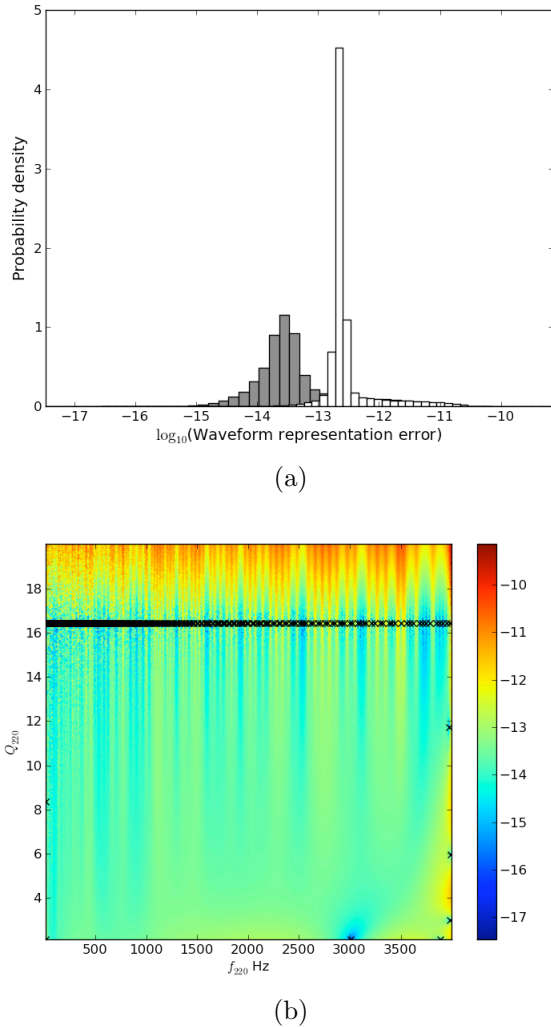 5
4
3
2
1
0
Probability density
−17 −16 −15 −14 −13 −12 −11 −10
log10(Waveform representation error)
(a)
18
16
14
12
10
8
6
4
Q220
500 1000 1500 2000 2500 3000 3500
f220 Hz
−10
−11
−12
−13
−14
−15
−16
−17
(b)